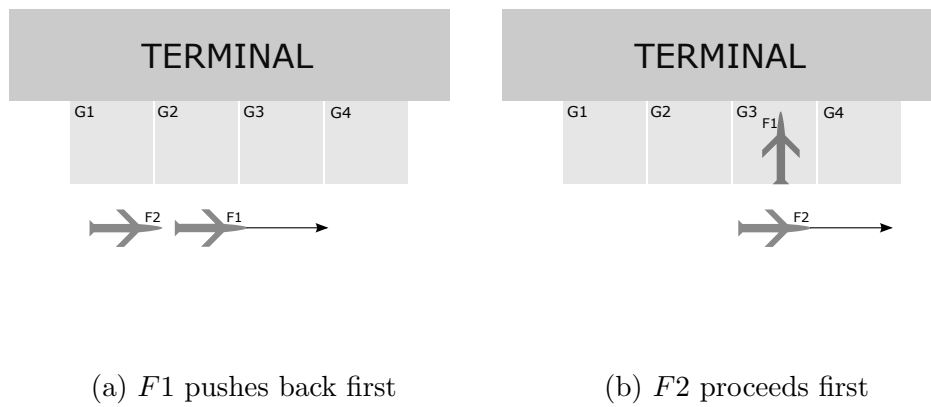 TERMINAL
G1 G2 G3 G4
F2 F1
(a) F1 pushes back first
TERMINAL
G1 G2 G3 G4
F1
F2
(b) F2 proceeds first